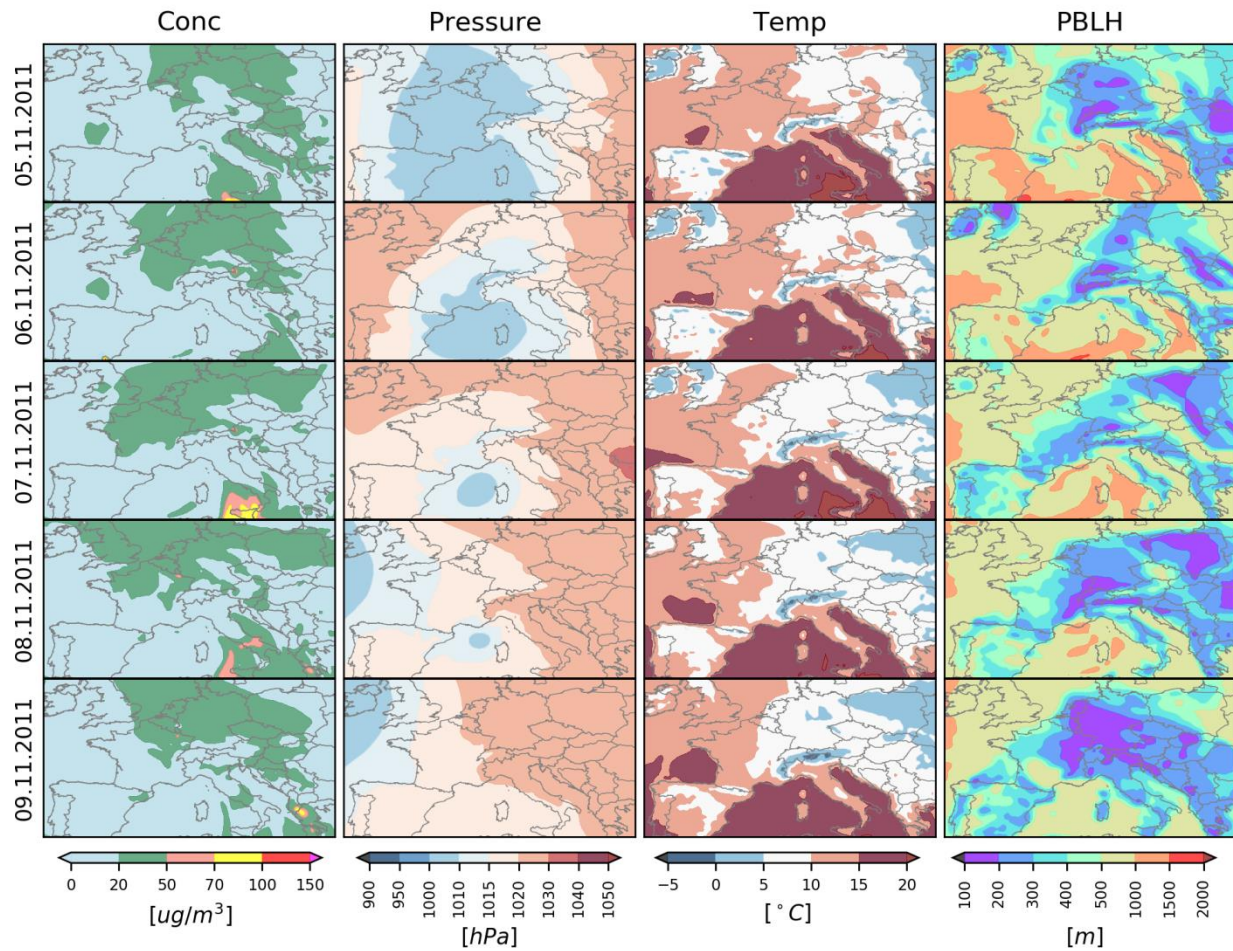 Conc Pressure Temp PBLH
05.11.2011
06.11.2011
07.11.2011
08.11.2011
09.11.2011
0 20 50 70 100 150
[ug/m³]
900 950 1000 1010 1015 1020 1030 1040 1050
[hPa]
−5 0 5 10 15 20
[°C]
100 200 300 400 500 600 1000 1500 2000
[m]